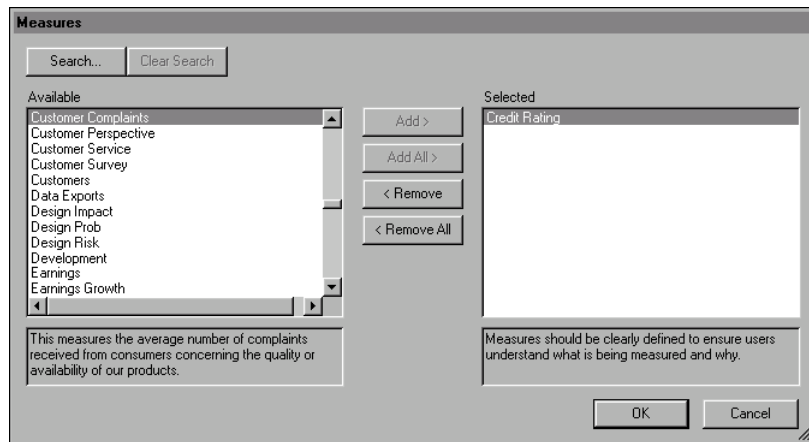 Measures
Search...
Clear Search
Available
Customer Complaints
Customer Perspective
Customer Service
Customer Survey
Customers
Data Exports
Design Impact
Design Prob
Design Risk
Development
Earnings
Earnings Growth
Add >
Add All >
< Remove
< Remove All
Selected
Credit Rating
This measures the average number of complaints
received from consumers concerning the quality or
availability of our products.
Measures should be clearly defined to ensure users
understand what is being measured and why.
OK
Cancel